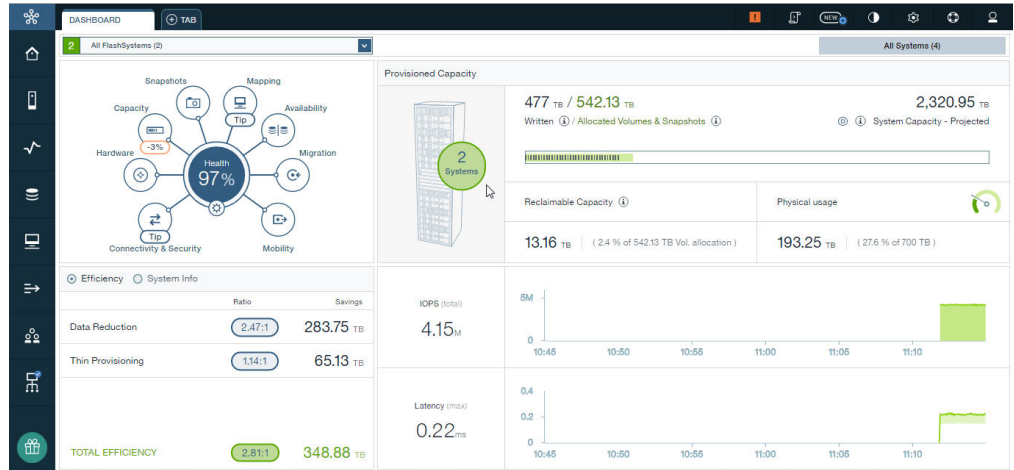 DASHBOARD
TAB
NEW
2 All FlashSystems (2)
All Systems (4)
Snapshots
Mapping
Capacity
Tip
Availability
-3%
Hardware
Migration
Health
97%
Tip
Connectivity & Security
Mobility
Provisioned Capacity
2
Systems
477 TB / 542.13 TB
2,320.95 TB
Written / Allocated Volumes & Snapshots
System Capacity - Projected
Reclaimable Capacity
Physical usage
13.16 TB ( 2.4 % of 542.13 TB Vol. allocation )
193.25 TB ( 27.6 % of 700 TB )
Efficiency System Info
Ratio Savings
Data Reduction 2.47:1 283.75 TB
Thin Provisioning 1.14:1 65.13 TB
TOTAL EFFICIENCY 2.81:1 348.88 TB
IOPS (total)
4.15M
5M
0
10:45 10:50 10:55 11:00 11:05 11:10
Latency (max)
0.22ms
0.4
0.2
0
10:45 10:50 10:55 11:00 11:05 11:10